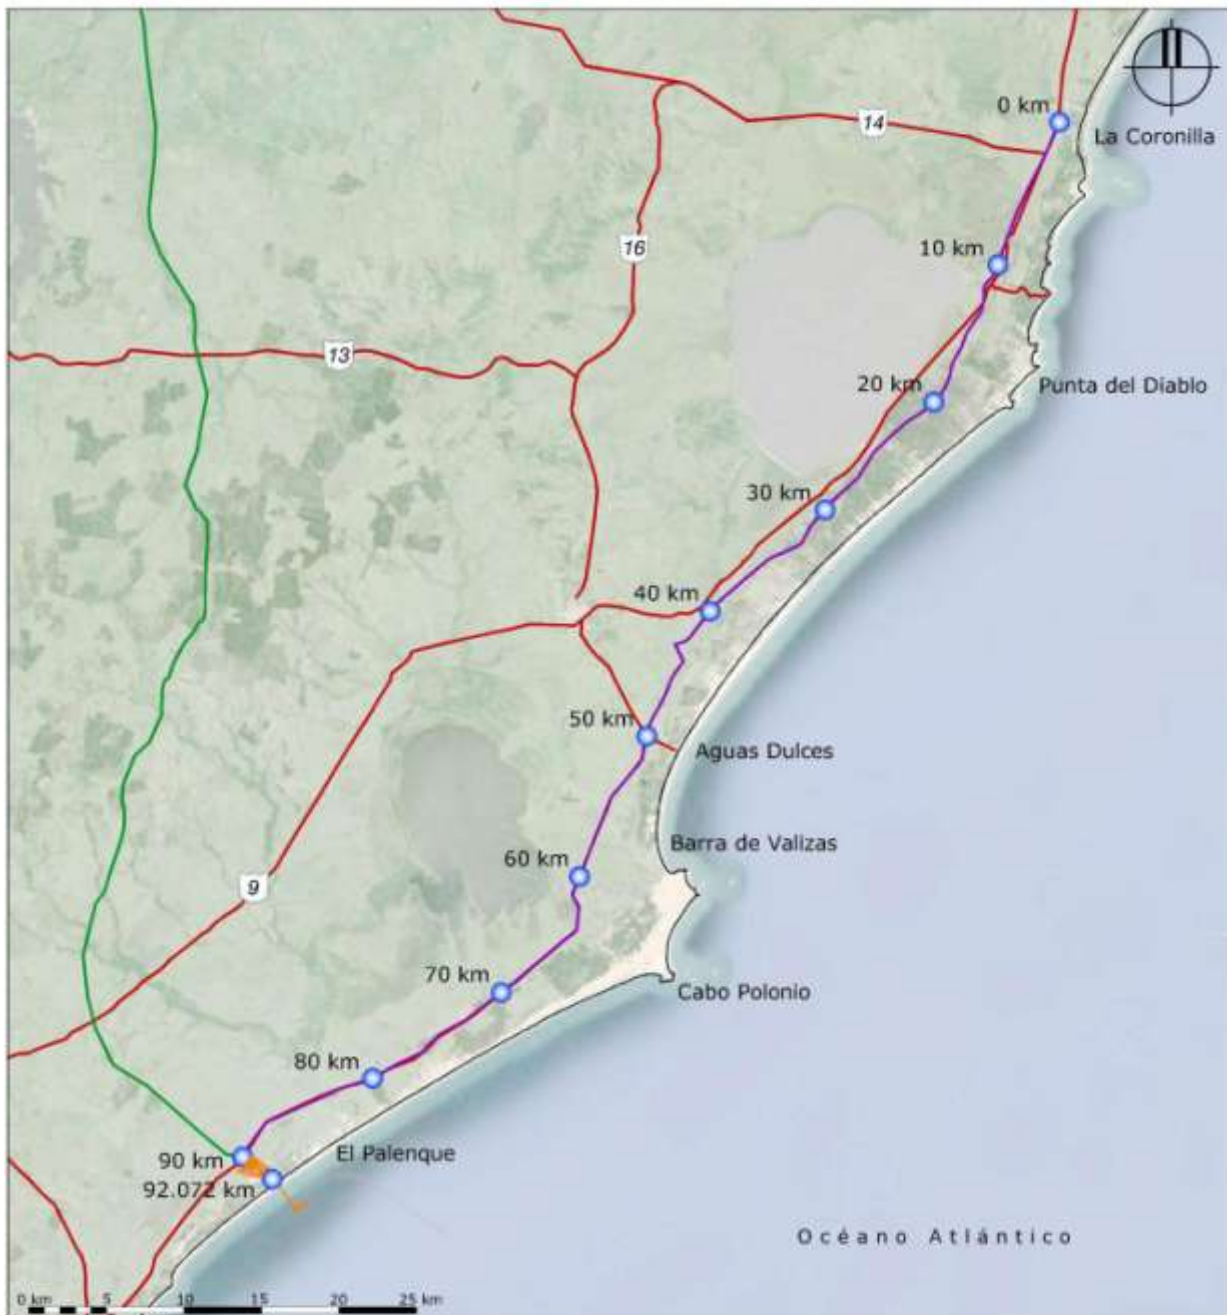 0 km
La Coronilla
14
16
10 km
13
20 km
Punta del Diablo
30 km
40 km
50 km
Aguas Dulces
Barra de Valizas
60 km
9
70 km
Cabo Polonio
80 km
El Palenque
90 km
92.072 km
Océano Atlántico
0 km 5 10 15 20 25 km